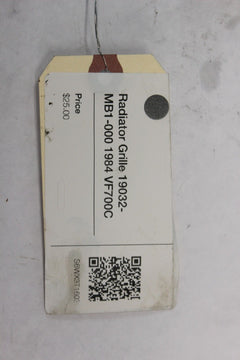 Radiator Grille 19032-
MB1-000 1984 VF700C
Price
$25.00